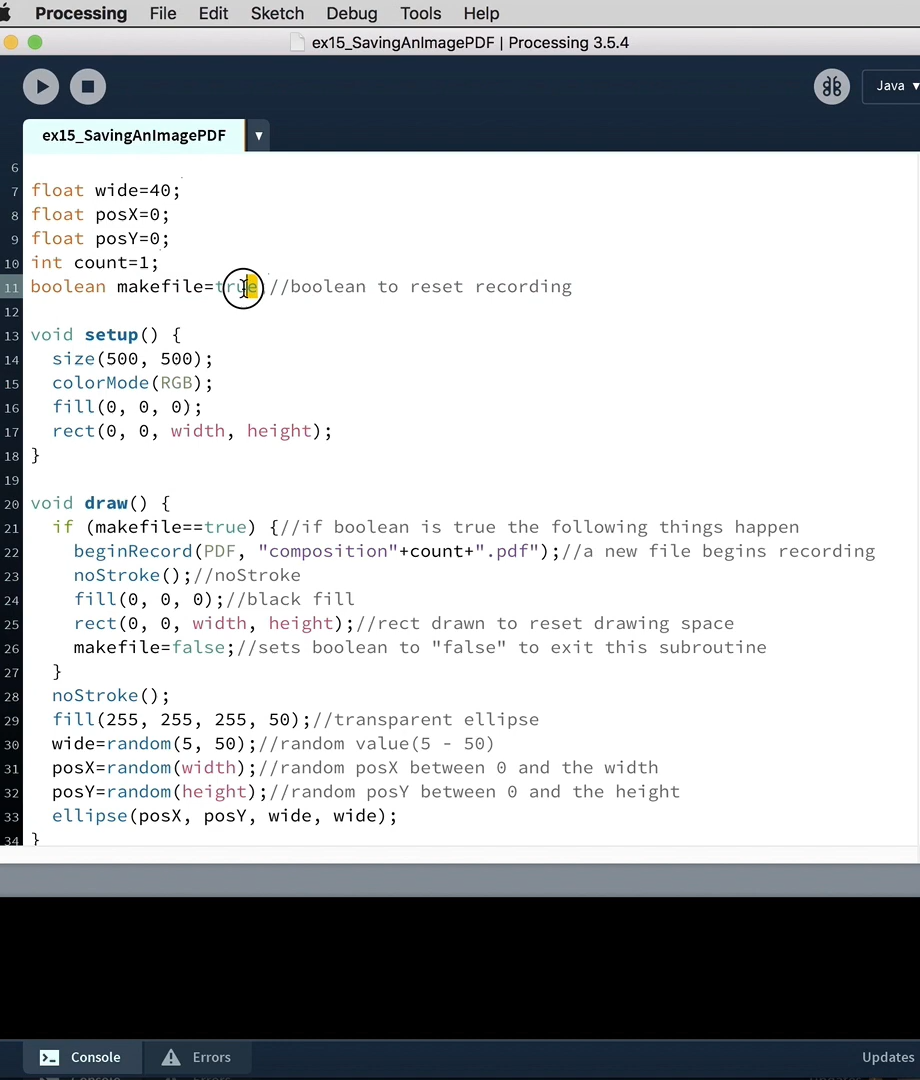 Processing File Edit Sketch Debug Tools Help
ex15_SavingAnImagePDF | Processing 3.5.4
Java ▾
ex15_SavingAnImagePDF ▾
6
7 float wide=40;
8 float posX=0;
9 float posY=0;
10 int count=1;
11 boolean makefile=true //boolean to reset recording
12
13 void setup() {
14 size(500, 500);
15 colorMode(RGB);
16 fill(0, 0, 0);
17 rect(0, 0, width, height);
18 }
19
20 void draw() {
21 if (makefile==true) {//if boolean is true the following things happen
22 beginRecord(PDF, "composition"+count+".pdf");//a new file begins recording
23 noStroke();//noStroke
24 fill(0, 0, 0);//black fill
25 rect(0, 0, width, height);//rect drawn to reset drawing space
26 makefile=false;//sets boolean to "false" to exit this subroutine
27 }
28 noStroke();
29 fill(255, 255, 255, 50);//transparent ellipse
30 wide=random(5, 50);//random value(5 - 50)
31 posX=random(width);//random posX between 0 and the width
32 posY=random(height);//random posY between 0 and the height
33 ellipse(posX, posY, wide, wide);
34 }
Console Errors Updates